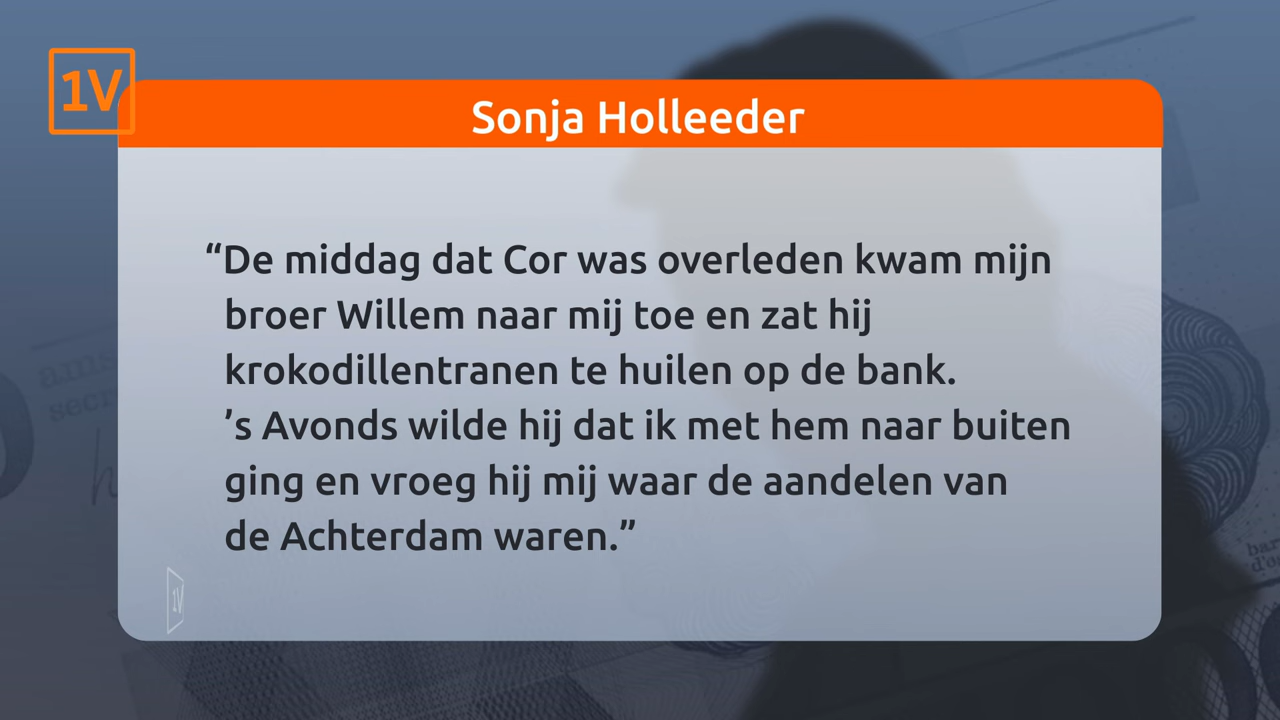 1V
Sonja Holleeder
“De middag dat Cor was overleden kwam mijn
broer Willem naar mij toe en zat hij
krokodillentranen te huilen op de bank.
’s Avonds wilde hij dat ik met hem naar buiten
ging en vroeg hij mij waar de aandelen van
de Achterdam waren.”
1V